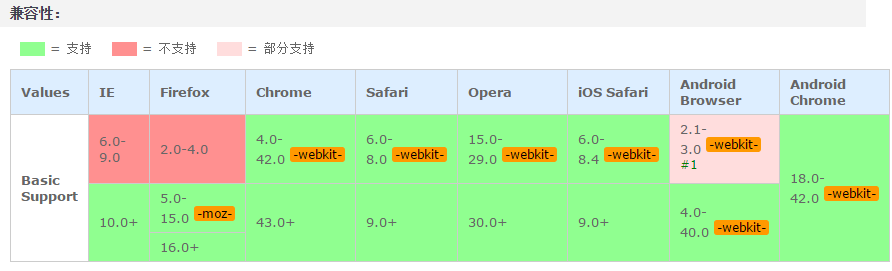 兼容性：
= 支持 = 不支持 = 部分支持
Values IE Firefox Chrome Safari Opera iOS Safari Android Browser Android Chrome
Basic Support
6.0-9.0 2.0-4.0 4.0-42.0 -webkit- 6.0-8.0 -webkit- 15.0-29.0 -webkit- 6.0-8.4 -webkit- 2.1-3.0 -webkit- #1 18.0-42.0 -webkit-
10.0+ 5.0-15.0 -moz- 43.0+ 9.0+ 30.0+ 9.0+ 4.0-40.0 -webkit-
16.0+